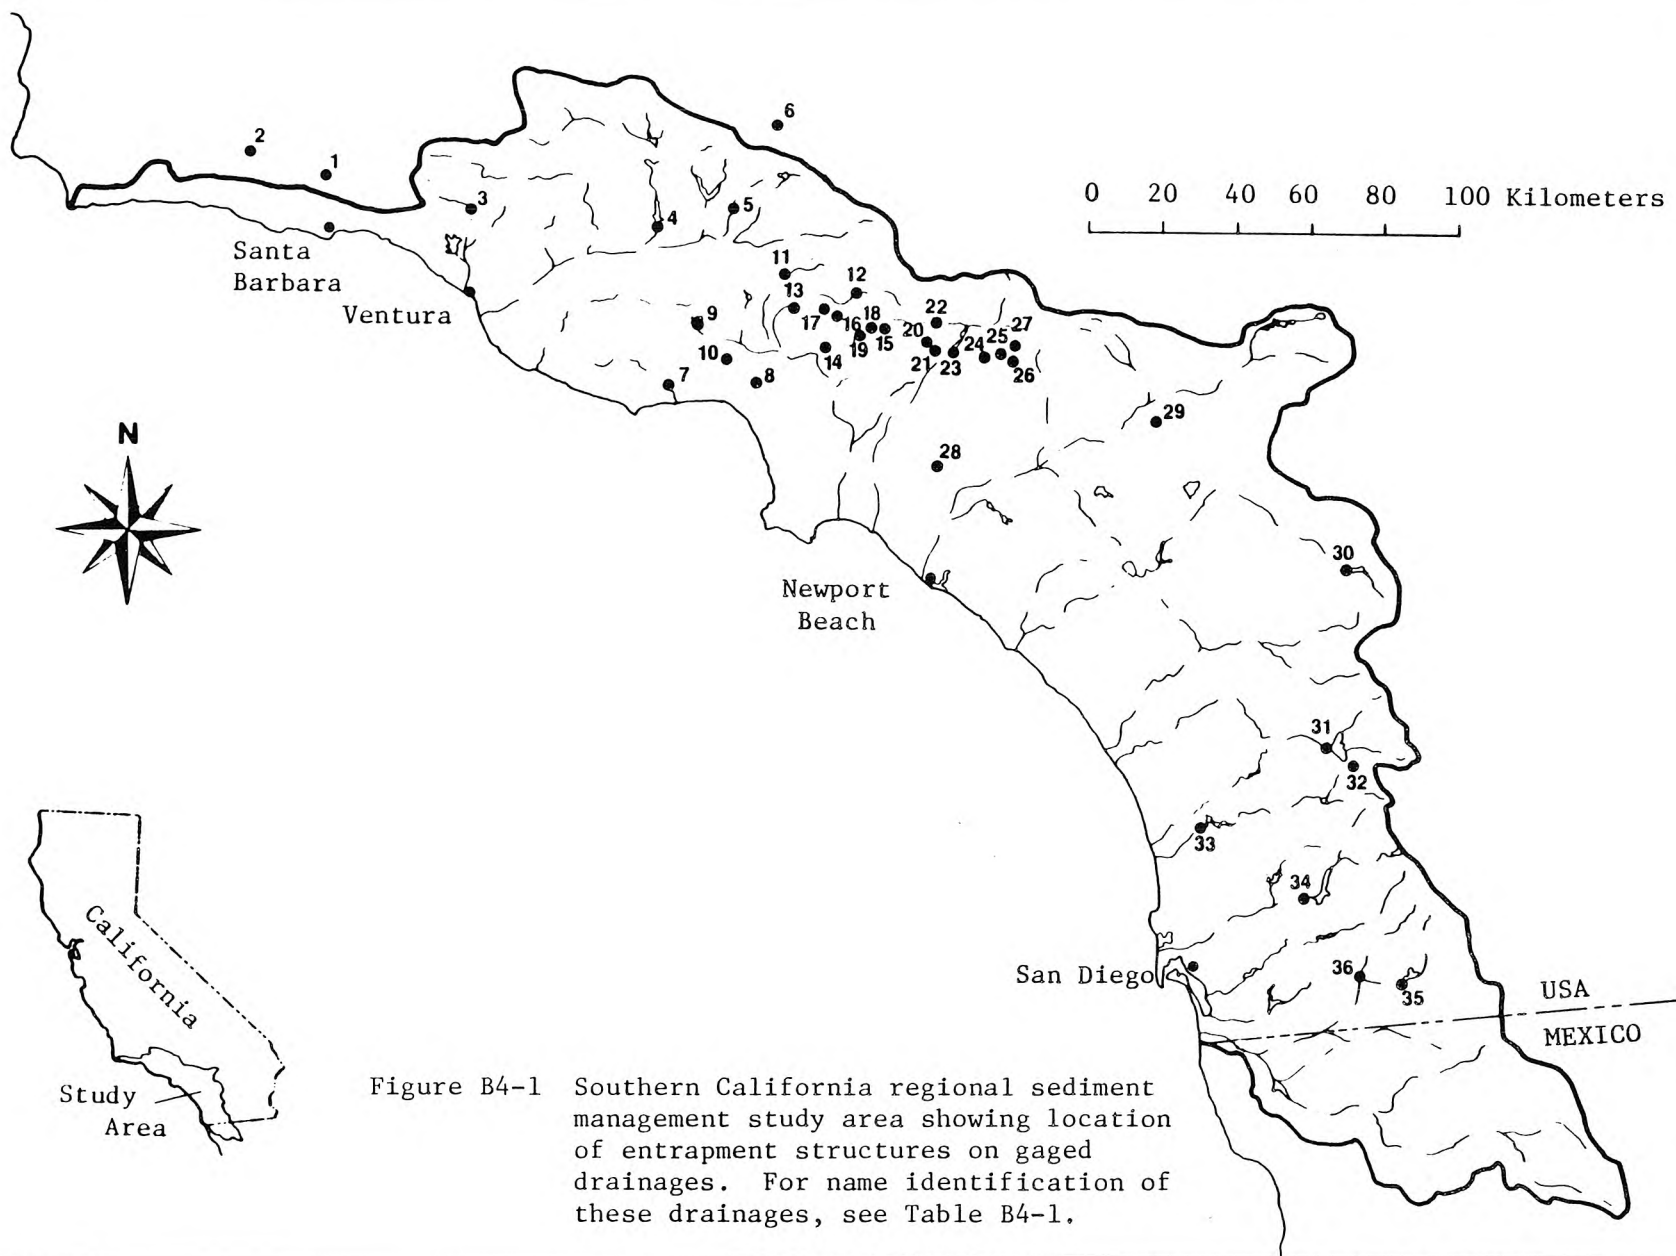 6
2
1
3
4
5
0 20 40 60 80 100 Kilometers
Santa
Barbara
Ventura
11
12
13
17
16
18
15
19
14
20
22
21
23
24
25
27
26
9
10
7
8
29
28
N
30
Newport
Beach
31
32
33
34
36
35
San Diego
USA
MEXICO
California
Study
Area
Figure B4-1 Southern California regional sediment
management study area showing location
of entrapment structures on gaged
drainages. For name identification of
these drainages, see Table B4-1.